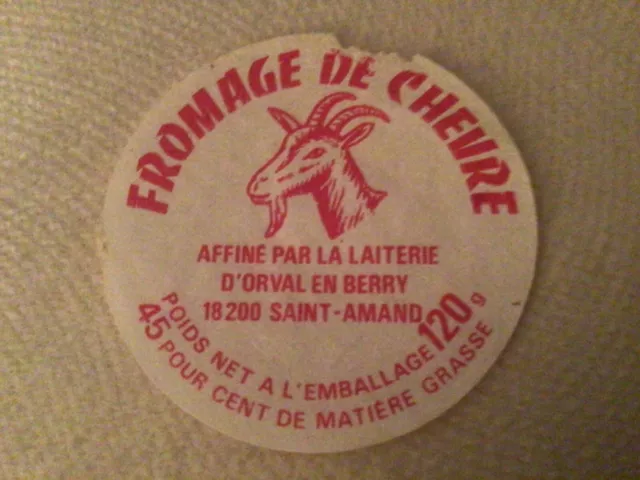 FROMAGE DE CHEVRE
AFFINÉ PAR LA LAITERIE
D'ORVAL EN BERRY
18200 SAINT-AMAND
POIDS NET A L'EMBALLAGE 120 g
45 POUR CENT DE MATIÈRE GRASSE